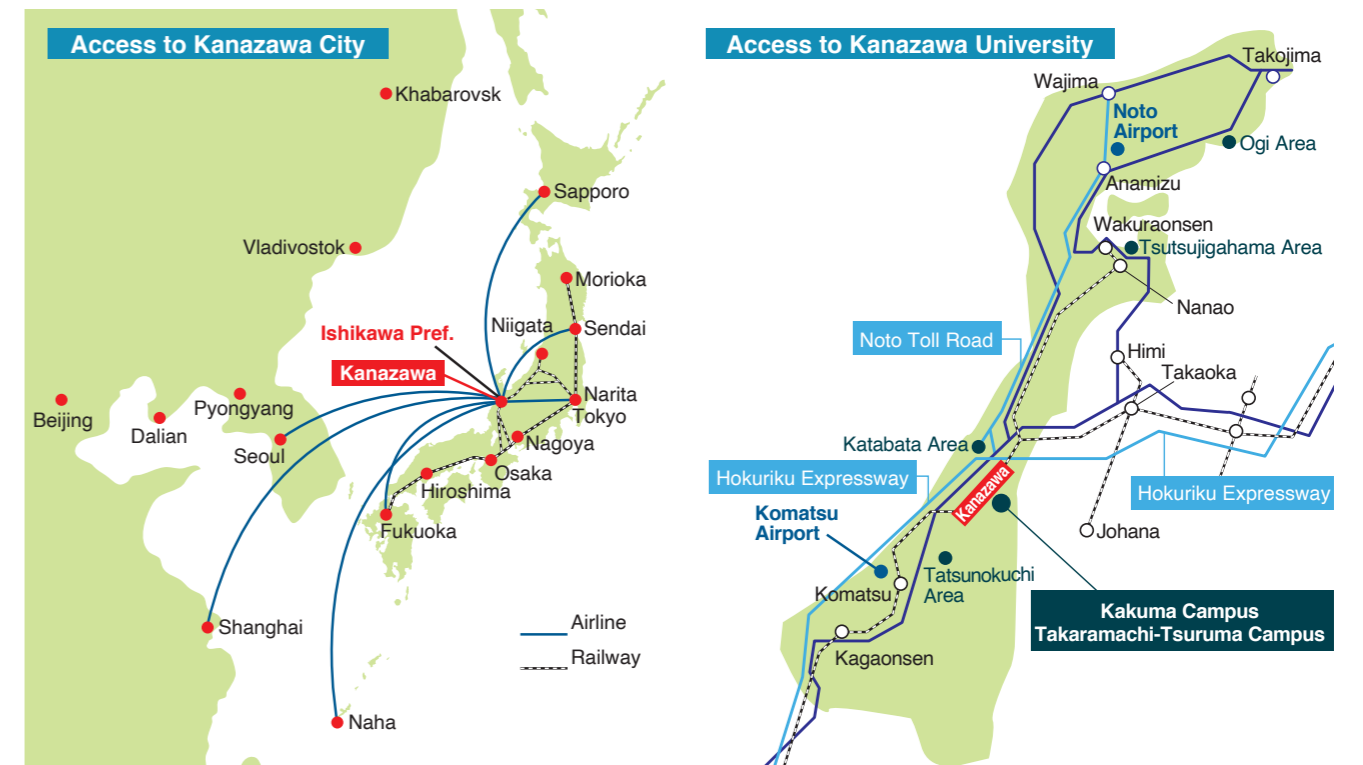 Access to Kanazawa City
Khabarovsk
Sapporo
Vladivostok
Morioka
Niigata
Sendai
Ishikawa Pref.
Kanazawa
Narita
Tokyo
Beijing
Pyongyang
Dalian
Seoul
Nagoya
Osaka
Hiroshima
Fukuoka
Shanghai
Airline
Railway
Naha
Access to Kanazawa University
Takojima
Wajima
Noto
Airport
Ogi Area
Anamizu
Wakuraonsen
Tsutsujigahama Area
Nanao
Noto Toll Road
Himi
Takaoka
Katabata Area
Hokuriku Expressway
Kanazawa
Hokuriku Expressway
Komatsu
Airport
Johana
Tatsunokuchi
Area
Komatsu
Kakuma Campus
Takaramachi-Tsuruma Campus
Kagaonsen